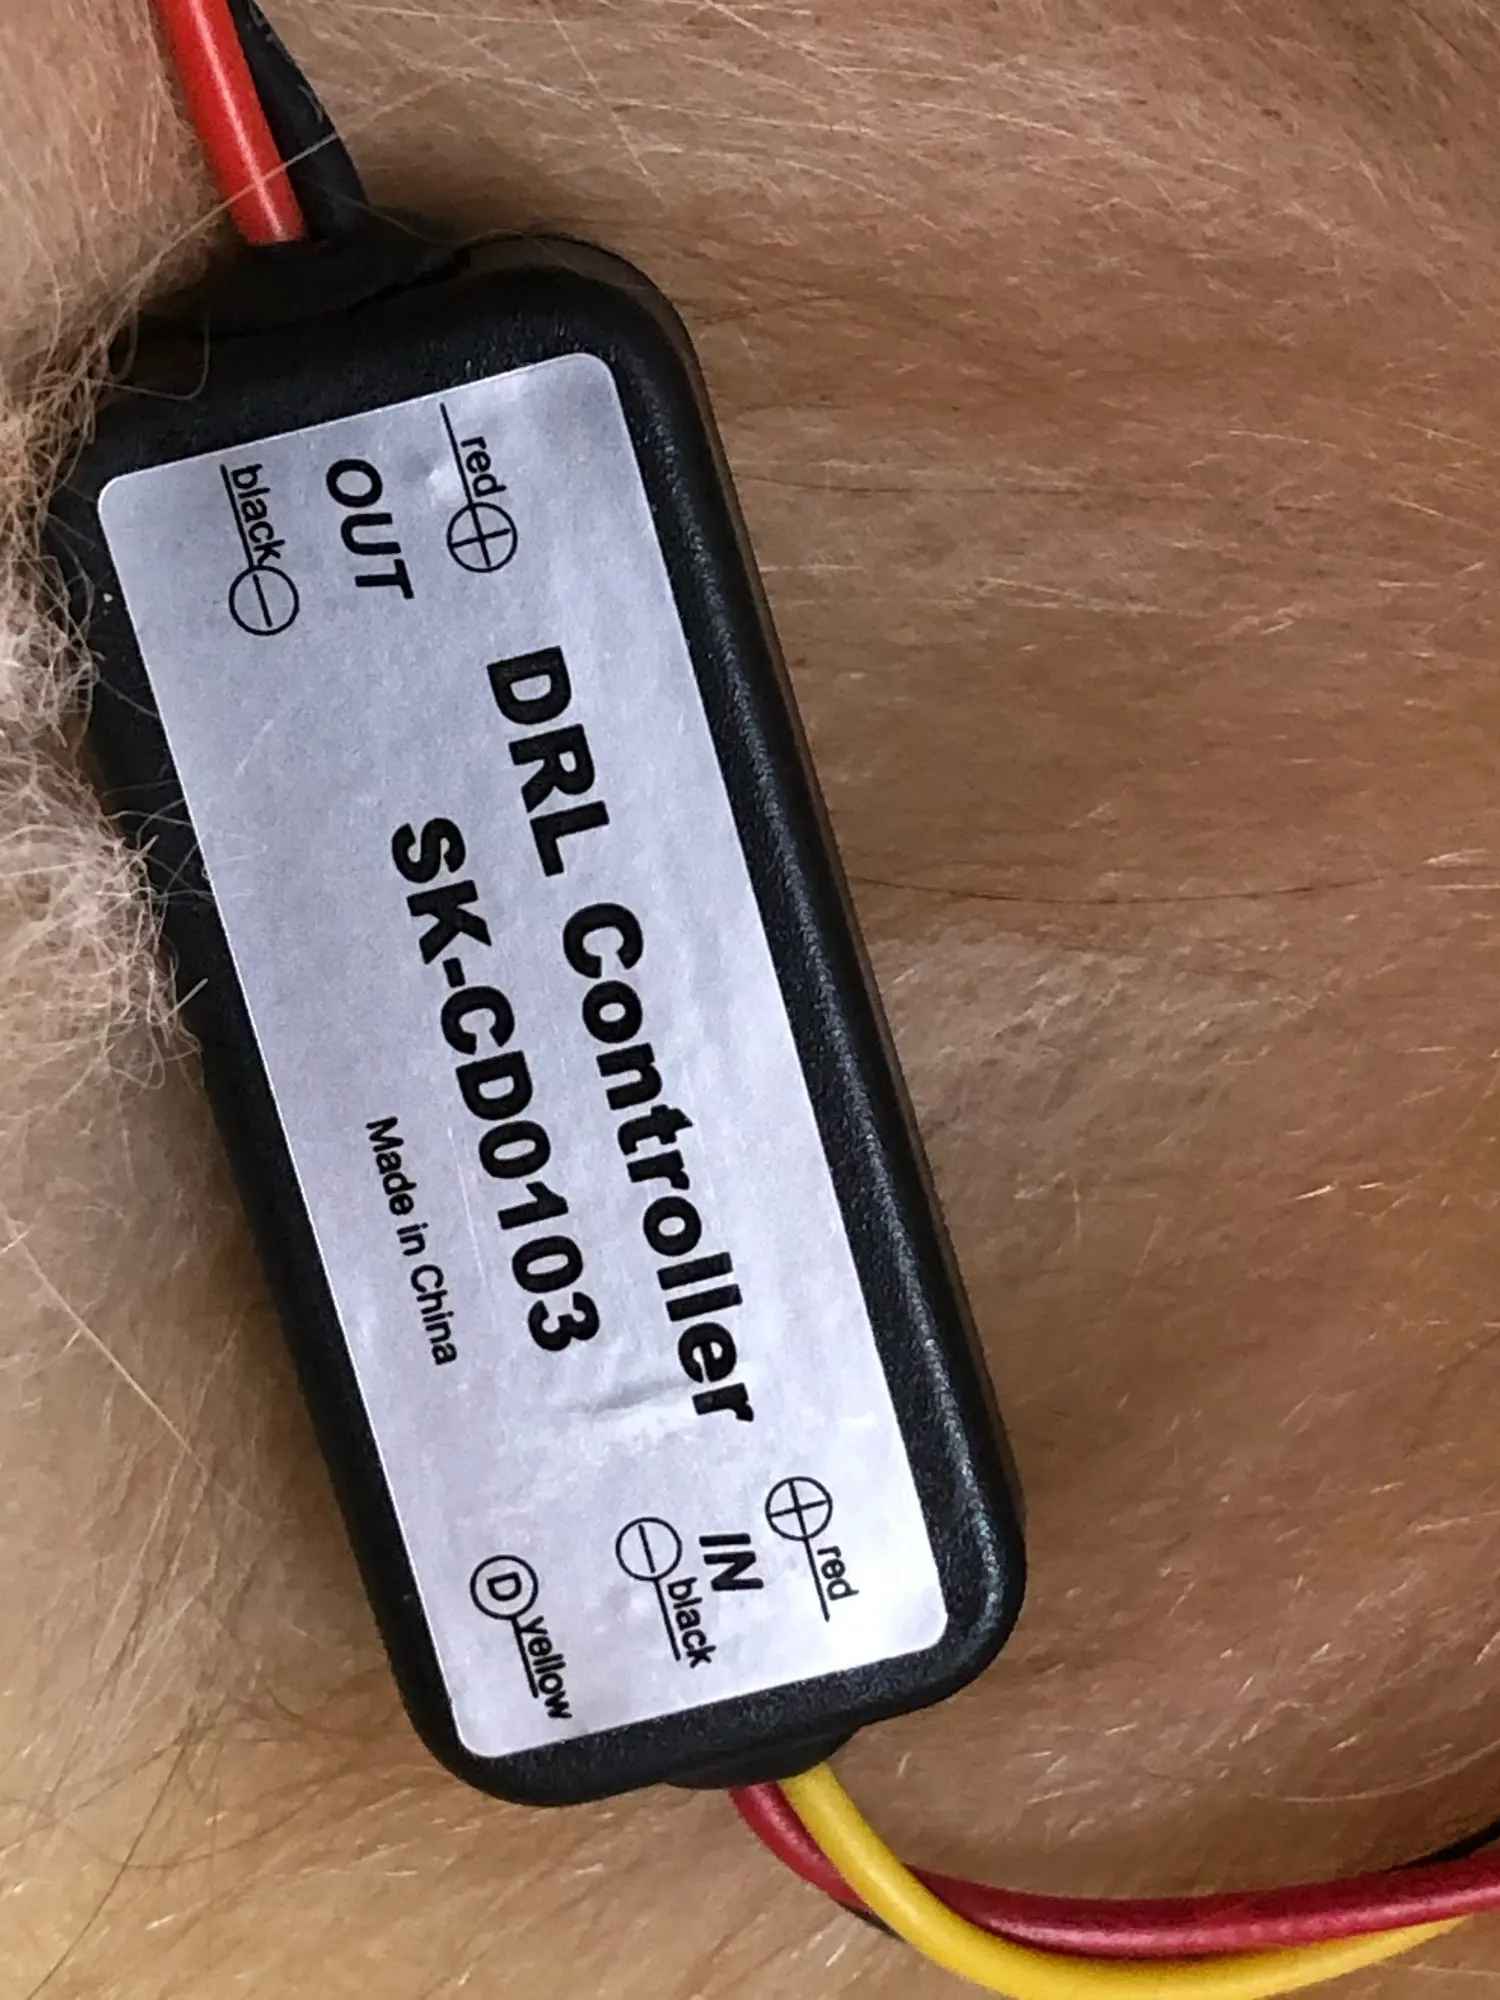 red ⊕
OUT
black ⊖
DRL Controller
SK-CD0103
Made in China
⊕ red
IN
⊖ black
Ⓓ yellow